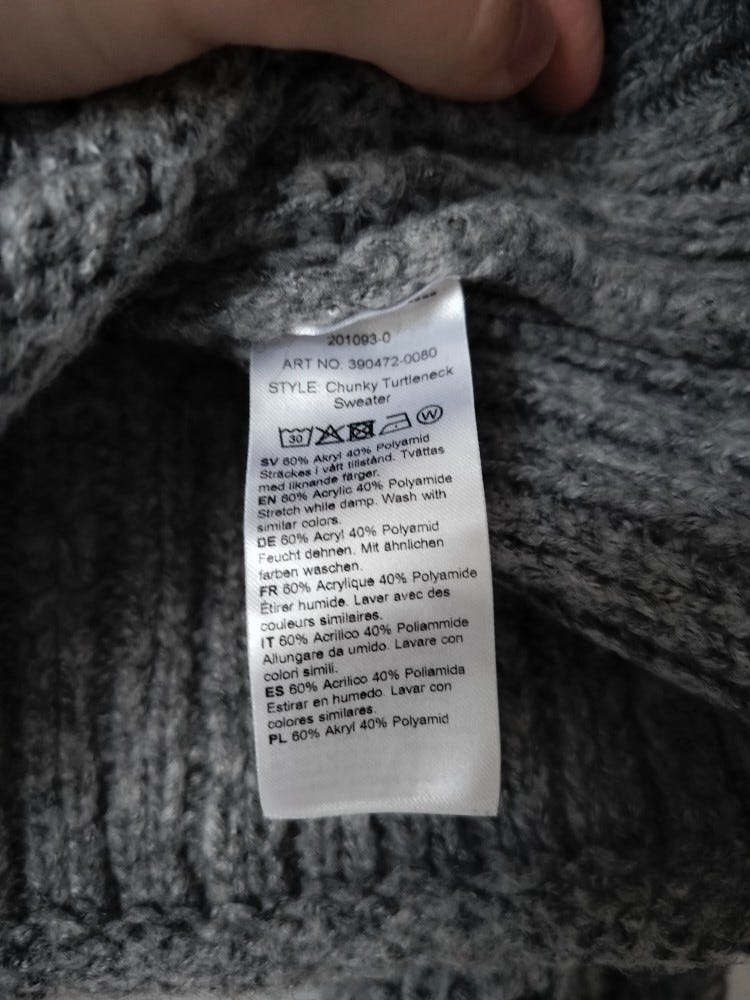 201093-0
ART NO. 390472-0080
STYLE: Chunky Turtleneck
Sweater
30 W
SV 60% Akryl 40% Polyamid
Sträckes i vått tillstånd. Tvättas
med liknande färger.
EN 60% Acrylic 40% Polyamide
Stretch while damp. Wash with
similar colors.
DE 60% Acryl 40% Polyamid
Feucht dehnen. Mit ähnlichen
farben waschen.
FR 60% Acrylique 40% Polyamide
Étirer humide. Laver avec des
couleurs similaires.
IT 60% Acrilico 40% Poliammide
Allungare da umido. Lavare con
colori simili.
ES 60% Acrilico 40% Poliamida
Estirar en humedo. Lavar con
colores similares.
PL 60% Akryl 40% Polyamid